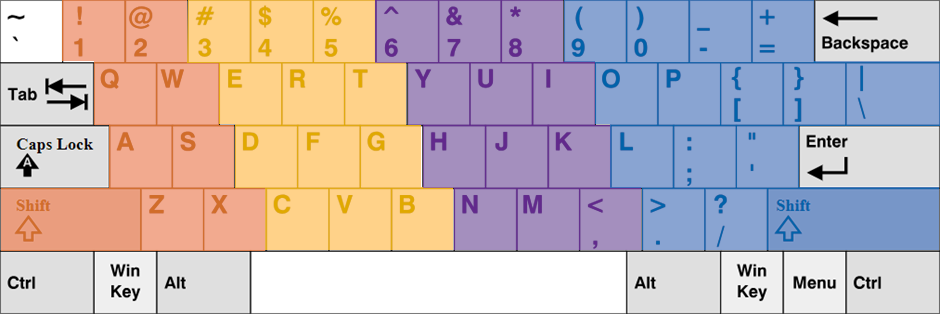 ~ ! @ # $ % ^ & * ( ) _ +
` 1 2 3 4 5 6 7 8 9 0 - = Backspace
Tab Q W E R T Y U I O P { } |
[ ] \
Caps Lock A S D F G H J K L : " Enter
A ; '
Shift Z X C V B N M < > ? Shift
, . /
Ctrl Win Key Alt Alt Win Key Menu Ctrl